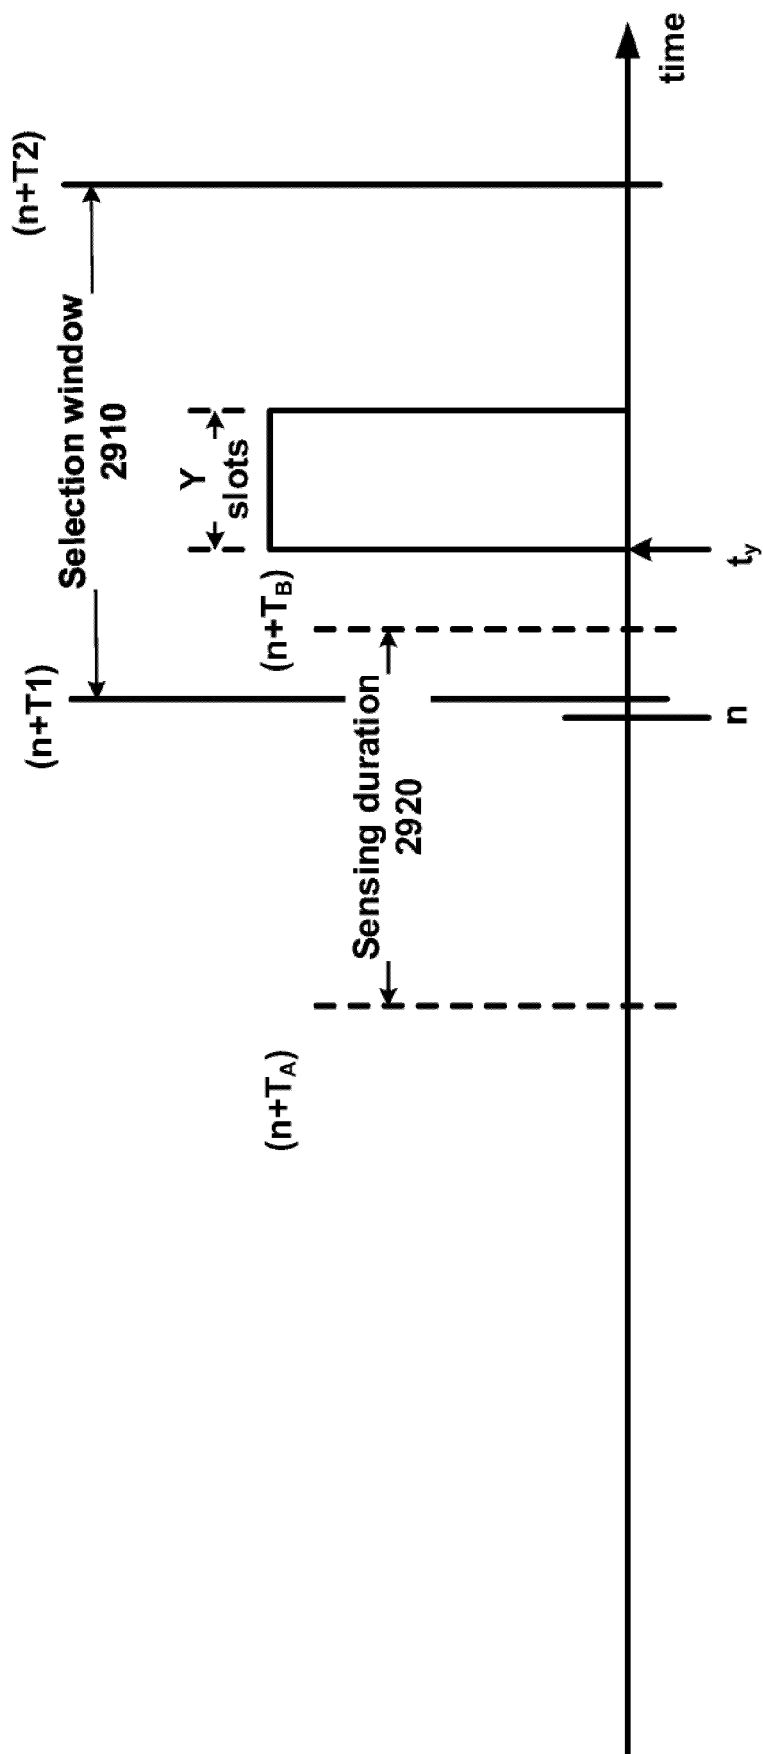 (n+T1)
(n+T2)
Selection window
2910
Y
slots
(n+T_A)
(n+T_B)
Sensing duration
2920
n
t_y
time